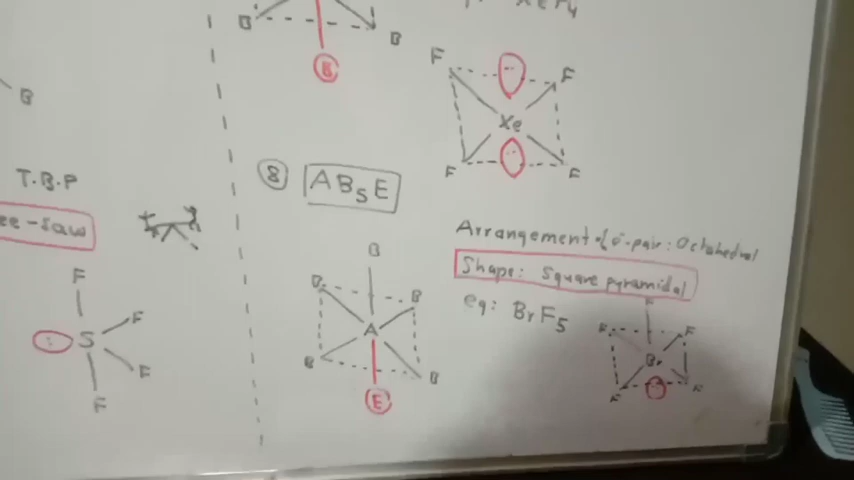 B
B
B
B
T.B.P
ee-saw
F
F
S
F
F
XeF4
F
F
Xe
F
F
⑧ AB5E
B
B
B
A
B
B
E
Arrangement of e-pair: Octahedral
Shape: Square pyramidal
eg: BrF5
F
F
F
Br
F
F